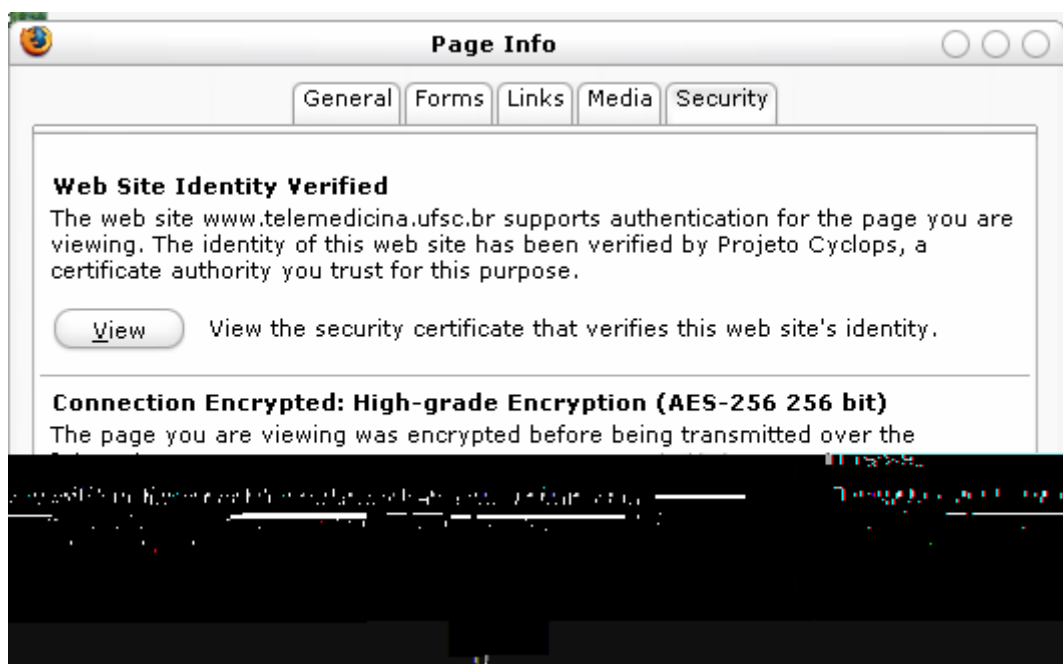 Page Info
General Forms Links Media Security
Web Site Identity Verified
The web site www.telemedicina.ufsc.br supports authentication for the page you are
viewing. The identity of this web site has been verified by Projeto Cyclops, a
certificate authority you trust for this purpose.
View View the security certificate that verifies this web site's identity.
Connection Encrypted: High-grade Encryption (AES-256 256 bit)
The page you are viewing was encrypted before being transmitted over the